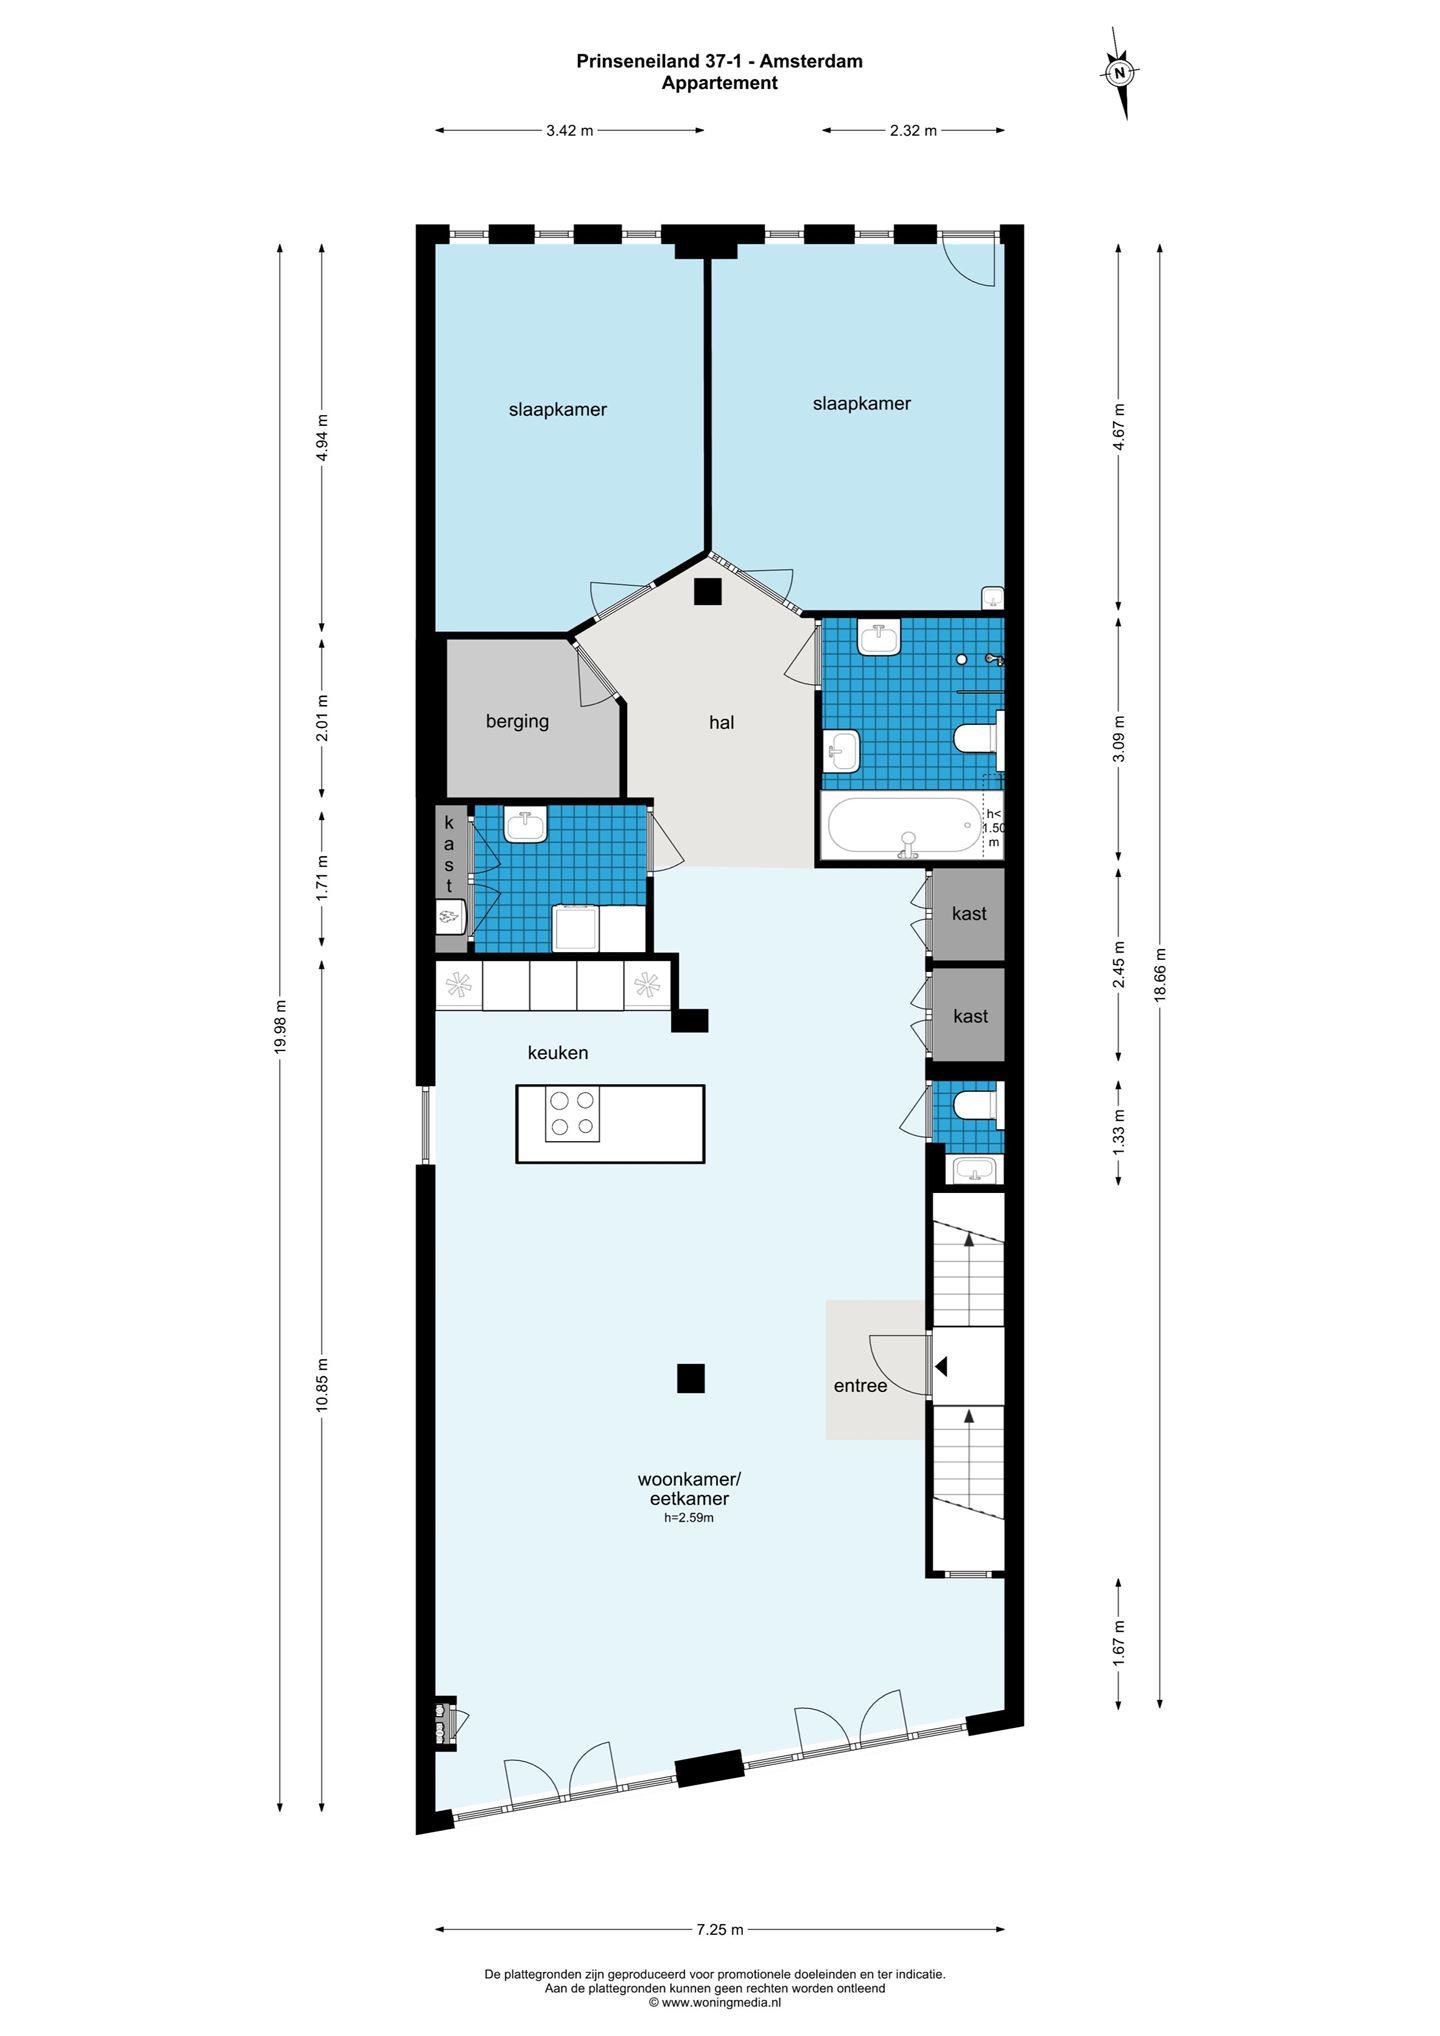 Prinseneiland 37-1 - Amsterdam
Appartement
N
3.42 m
2.32 m
slaapkamer
slaapkamer
4.94 m
4.67 m
19.98 m
18.66 m
berging
hal
2.01 m
3.09 m
kast
1.71 m
h<
1.50
m
kast
kast
2.45 m
keuken
1.33 m
10.85 m
entree
woonkamer/
eetkamer
h=2.59m
1.67 m
7.25 m
De plattegronden zijn geproduceerd voor promotionele doeleinden en ter indicatie.
Aan de plattegronden kunnen geen rechten worden ontleend
© www.woningmedia.nl